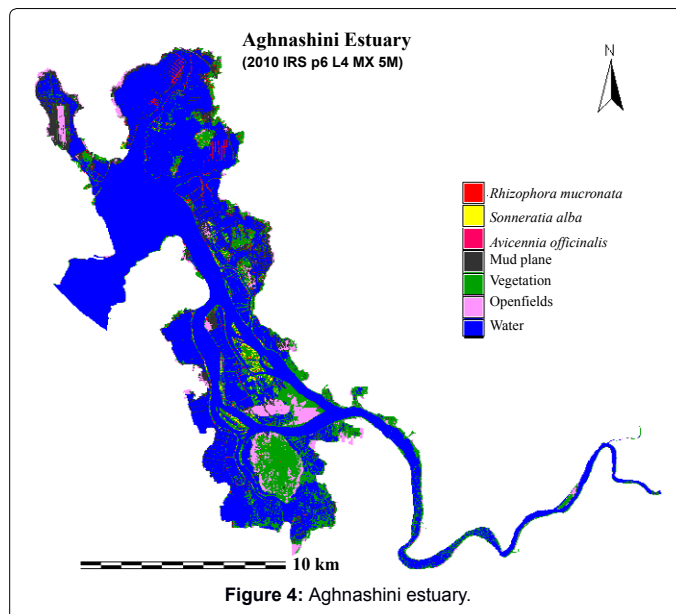 Aghnashini Estuary
(2010 IRS p6 L4 MX 5M)
N
Rhizophora mucronata
Sonneratia alba
Avicennia officinalis
Mud plane
Vegetation
Openfields
Water
10 km
Figure 4: Aghnashini estuary.